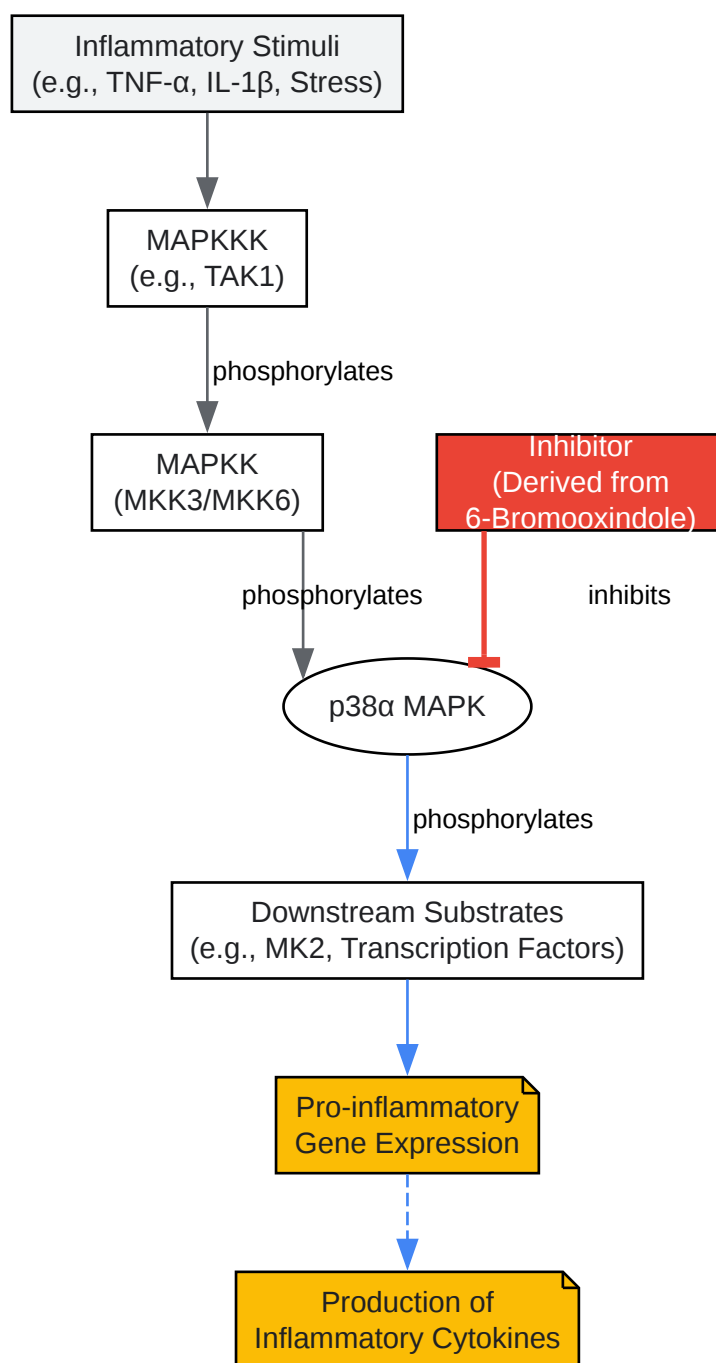 Inflammatory Stimuli
(e.g., TNF-α, IL-1β, Stress)
MAPKKK
(e.g., TAK1)
phosphorylates
MAPKK
(MKK3/MKK6)
Inhibitor
(Derived from
6-Bromooxindole)
phosphorylates
inhibits
p38α MAPK
phosphorylates
Downstream Substrates
(e.g., MK2, Transcription Factors)
Pro-inflammatory
Gene Expression
Production of
Inflammatory Cytokines